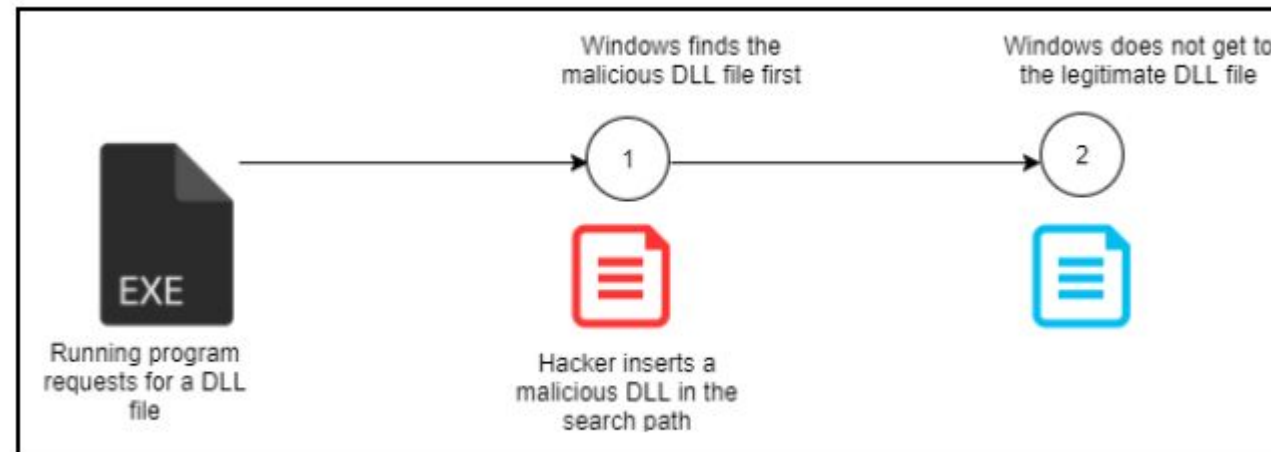 Windows finds the
malicious DLL file first
Windows does not get to
the legitimate DLL file
1
2
EXE
Running program
requests for a DLL
file
Hacker inserts a
malicious DLL in the
search path